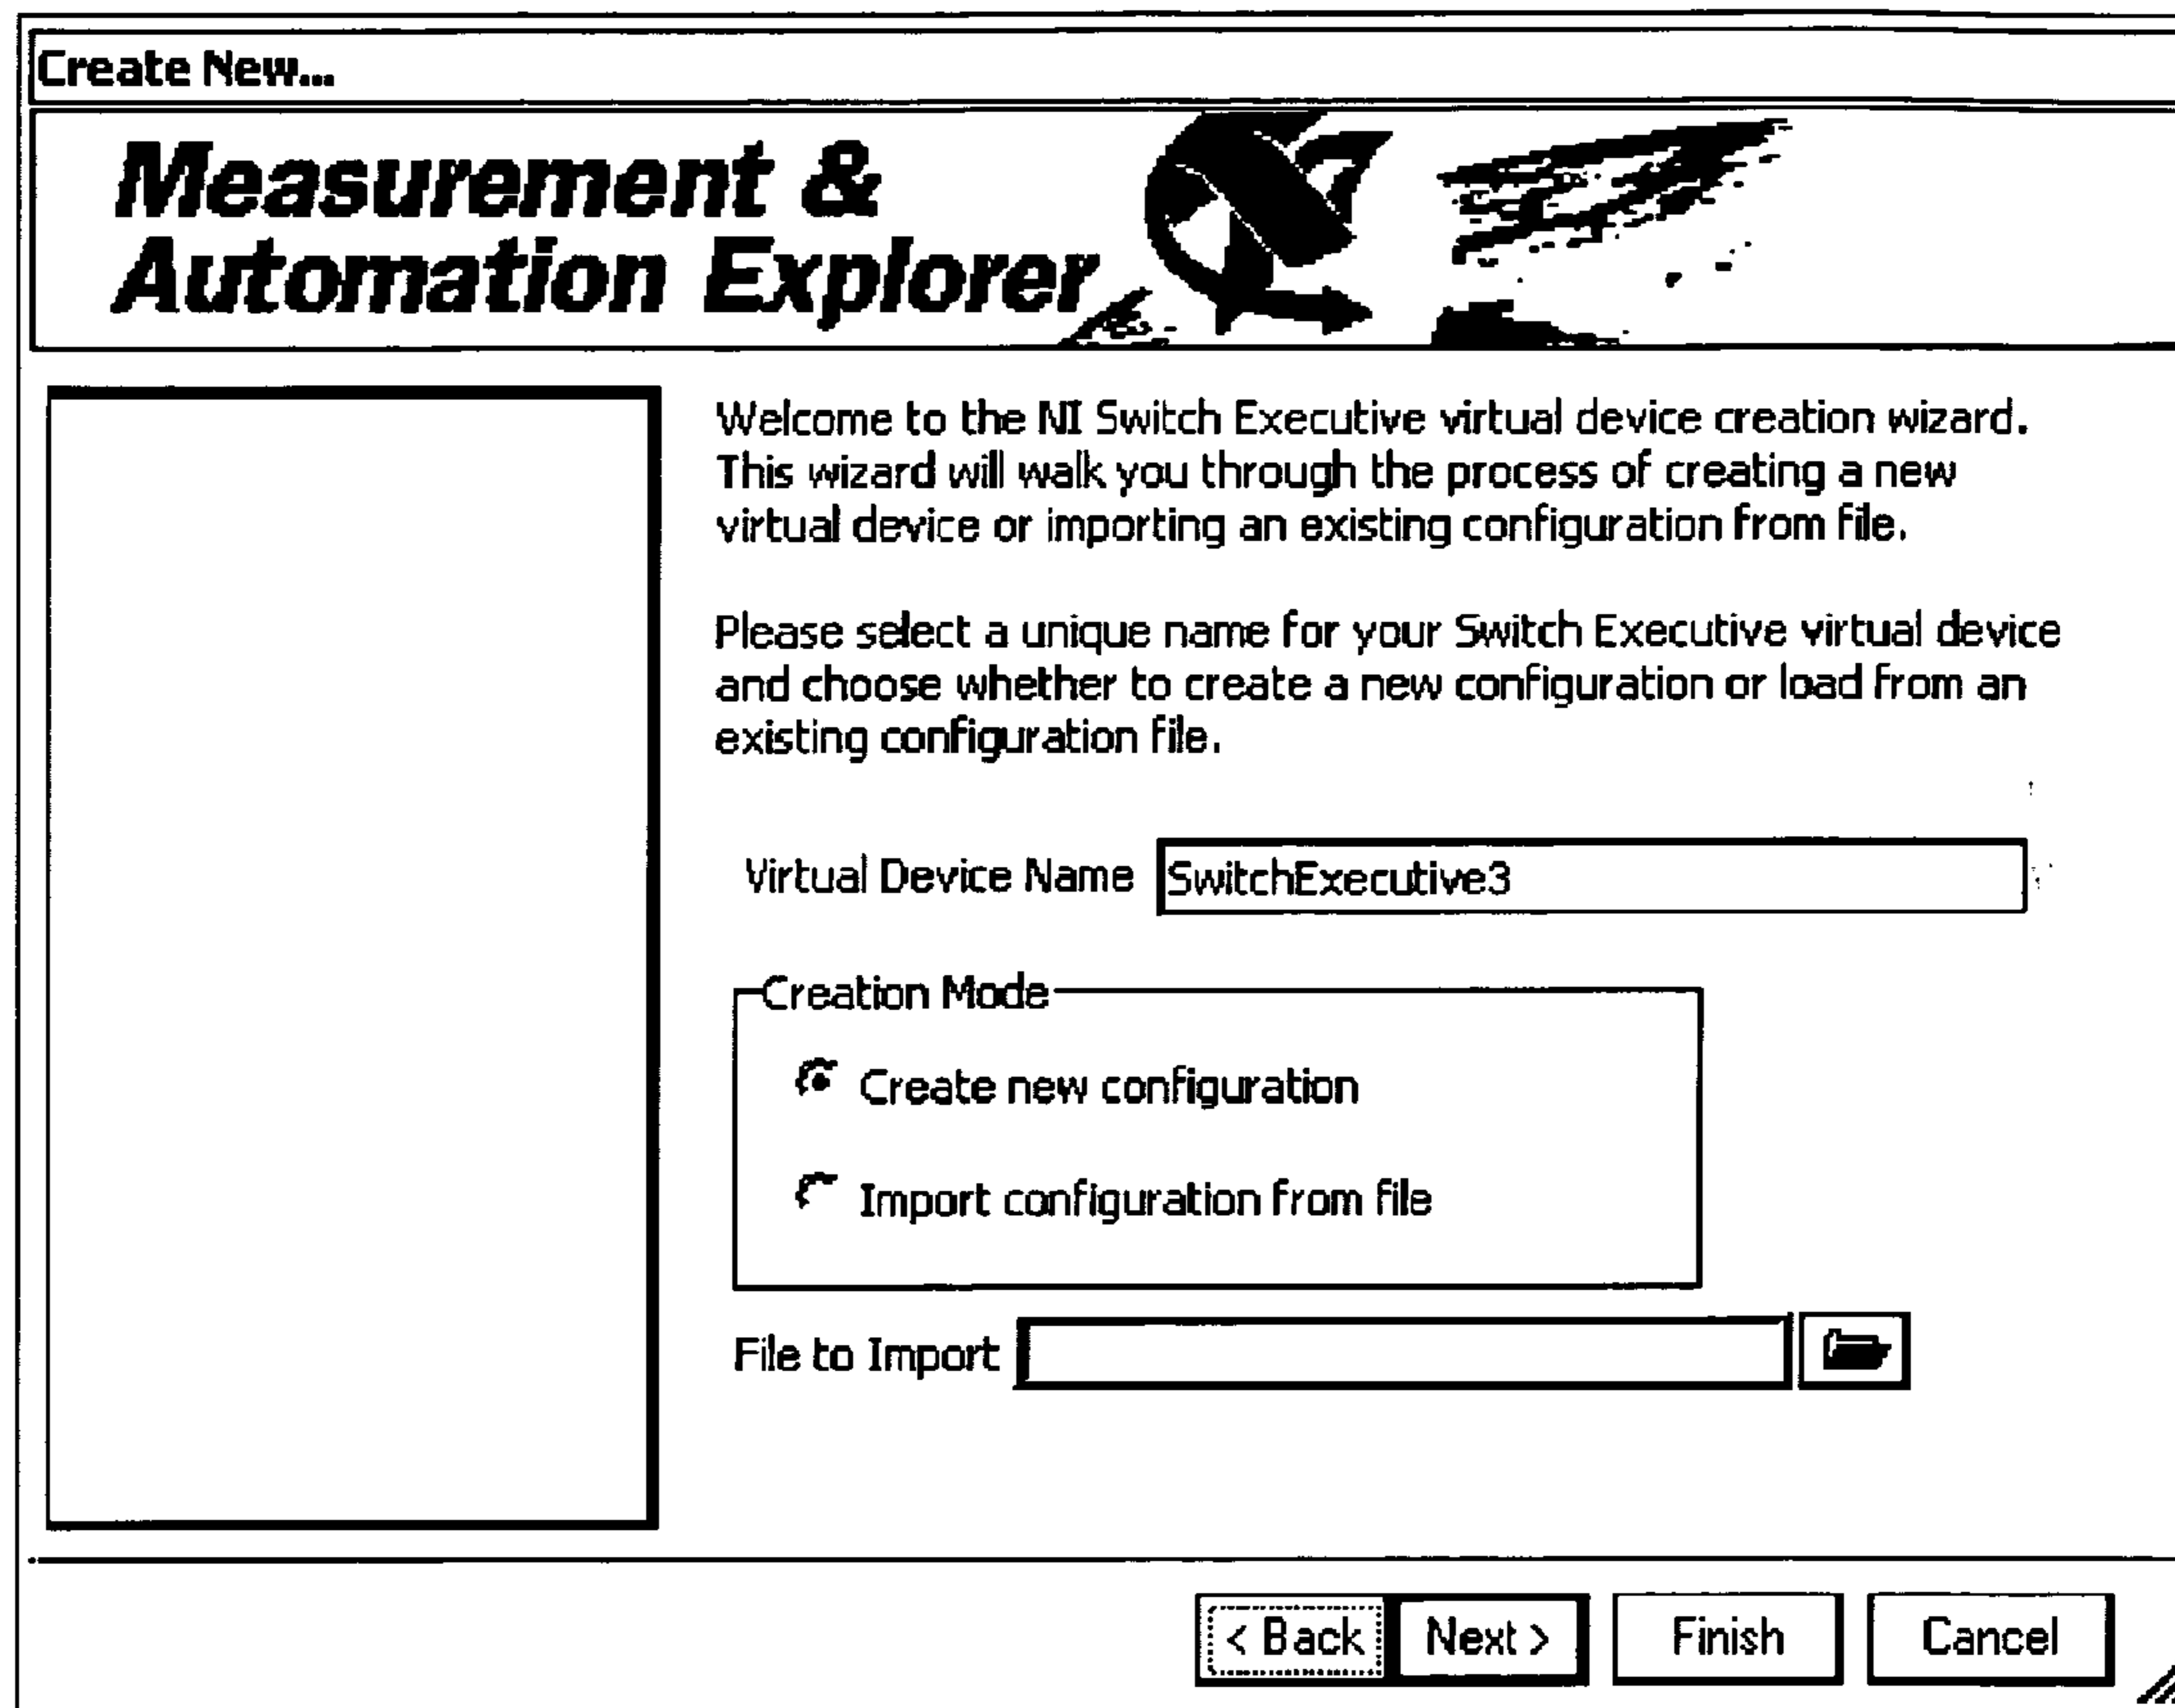 Create New...
Measurement &
Automation Explorer
Welcome to the NI Switch Executive virtual device creation wizard.
This wizard will walk you through the process of creating a new
virtual device or importing an existing configuration from file.
Please select a unique name for your Switch Executive virtual device
and choose whether to create a new configuration or load from an
existing configuration file.
Virtual Device Name SwitchExecutive3
Creation Mode
Create new configuration
Import configuration from file
File to Import
< Back Next > Finish Cancel